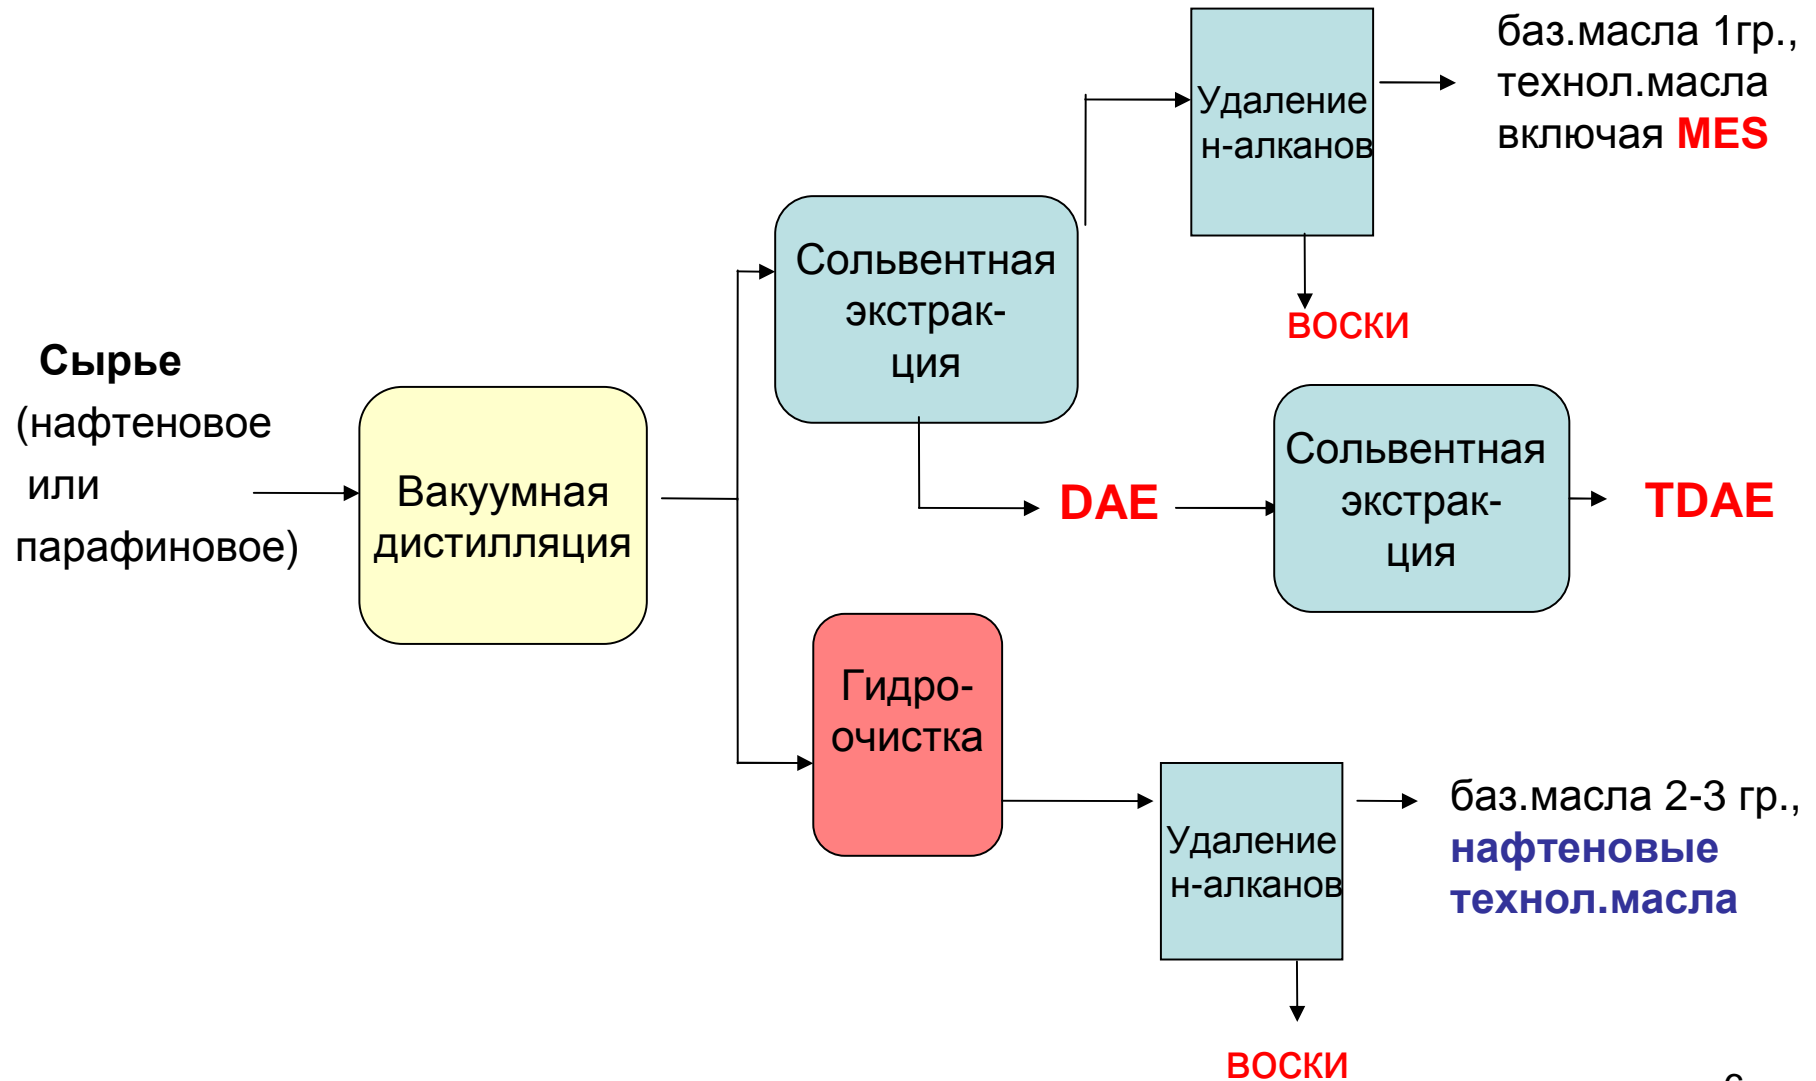 баз.масла 1гр.,
технол.масла
включая MES
Удаление
н-алканов
воски
Сольвентная
экстрак-
ция
Сырье
(нафтеновое
или
парафиновое)
Вакуумная
дистилляция
DAE
Сольвентная
экстрак-
ция
TDAE
Гидро-
очистка
Удаление
н-алканов
баз.масла 2-3 гр.,
нафтеновые
технол.масла
воски